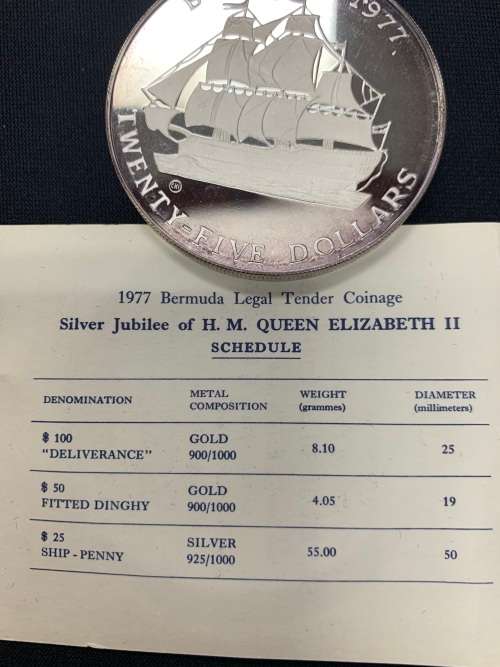 1977
TWENTY-FIVE DOLLARS
1977 Bermuda Legal Tender Coinage
Silver Jubilee of H. M. QUEEN ELIZABETH II
SCHEDULE
DENOMINATION METAL COMPOSITION WEIGHT (grammes) DIAMETER (millimeters)
$ 100 "DELIVERANCE" GOLD 900/1000 8.10 25
$ 50 FITTED DINGHY GOLD 900/1000 4.05 19
$ 25 SHIP - PENNY SILVER 925/1000 55.00 50